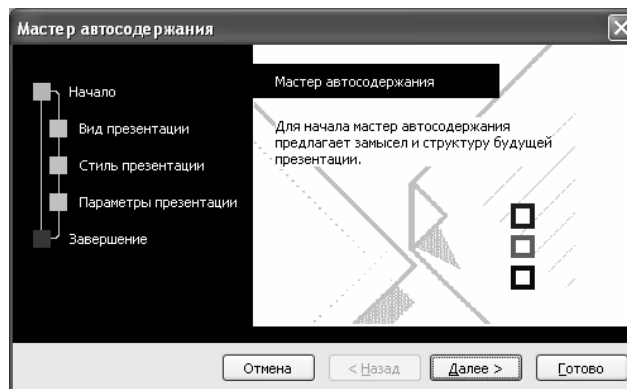 Мастер автосодержания
Начало
Вид презентации
Стиль презентации
Параметры презентации
Завершение
Мастер автосодержания
Для начала мастер автосодержания
предлагает замысел и структуру будущей
презентации.
Отмена
< Назад
Далее >
Готово